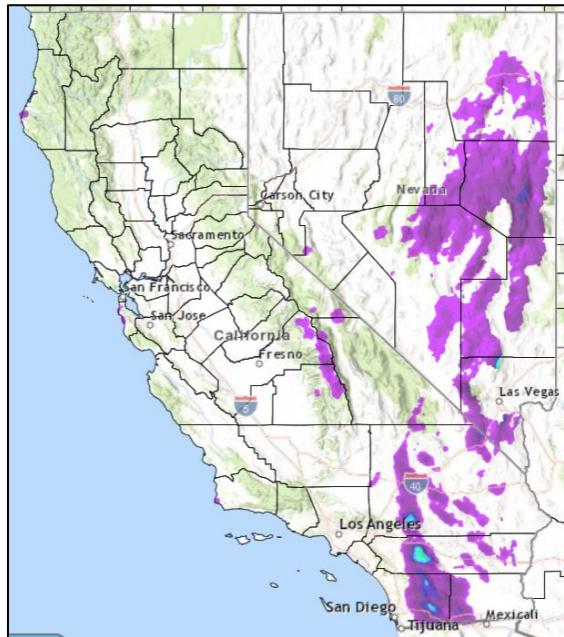 80
Nevada
Carson City
Sacramento
San Francisco
San Jose
California
Fresno
5
Las Vegas
40
Los Angeles
San Diego
Tijuana
Mexicali